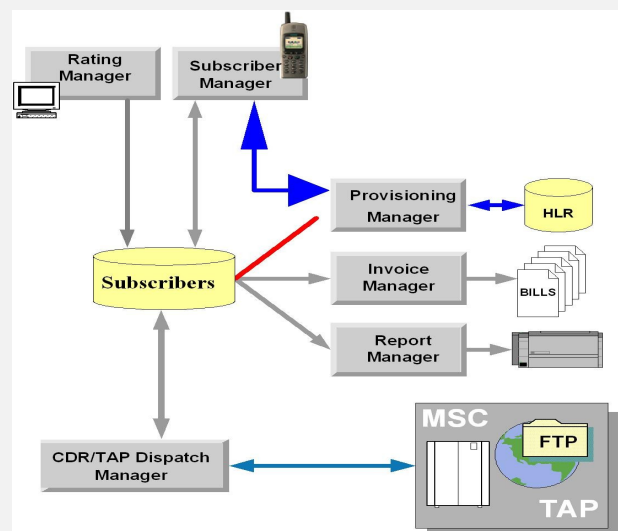 Rating
Manager
Subscriber
Manager
Provisioning
Manager
HLR
Subscribers
Invoice
Manager
BILLS
Report
Manager
MSC
FTP
CDR/TAP Dispatch
Manager
TAP